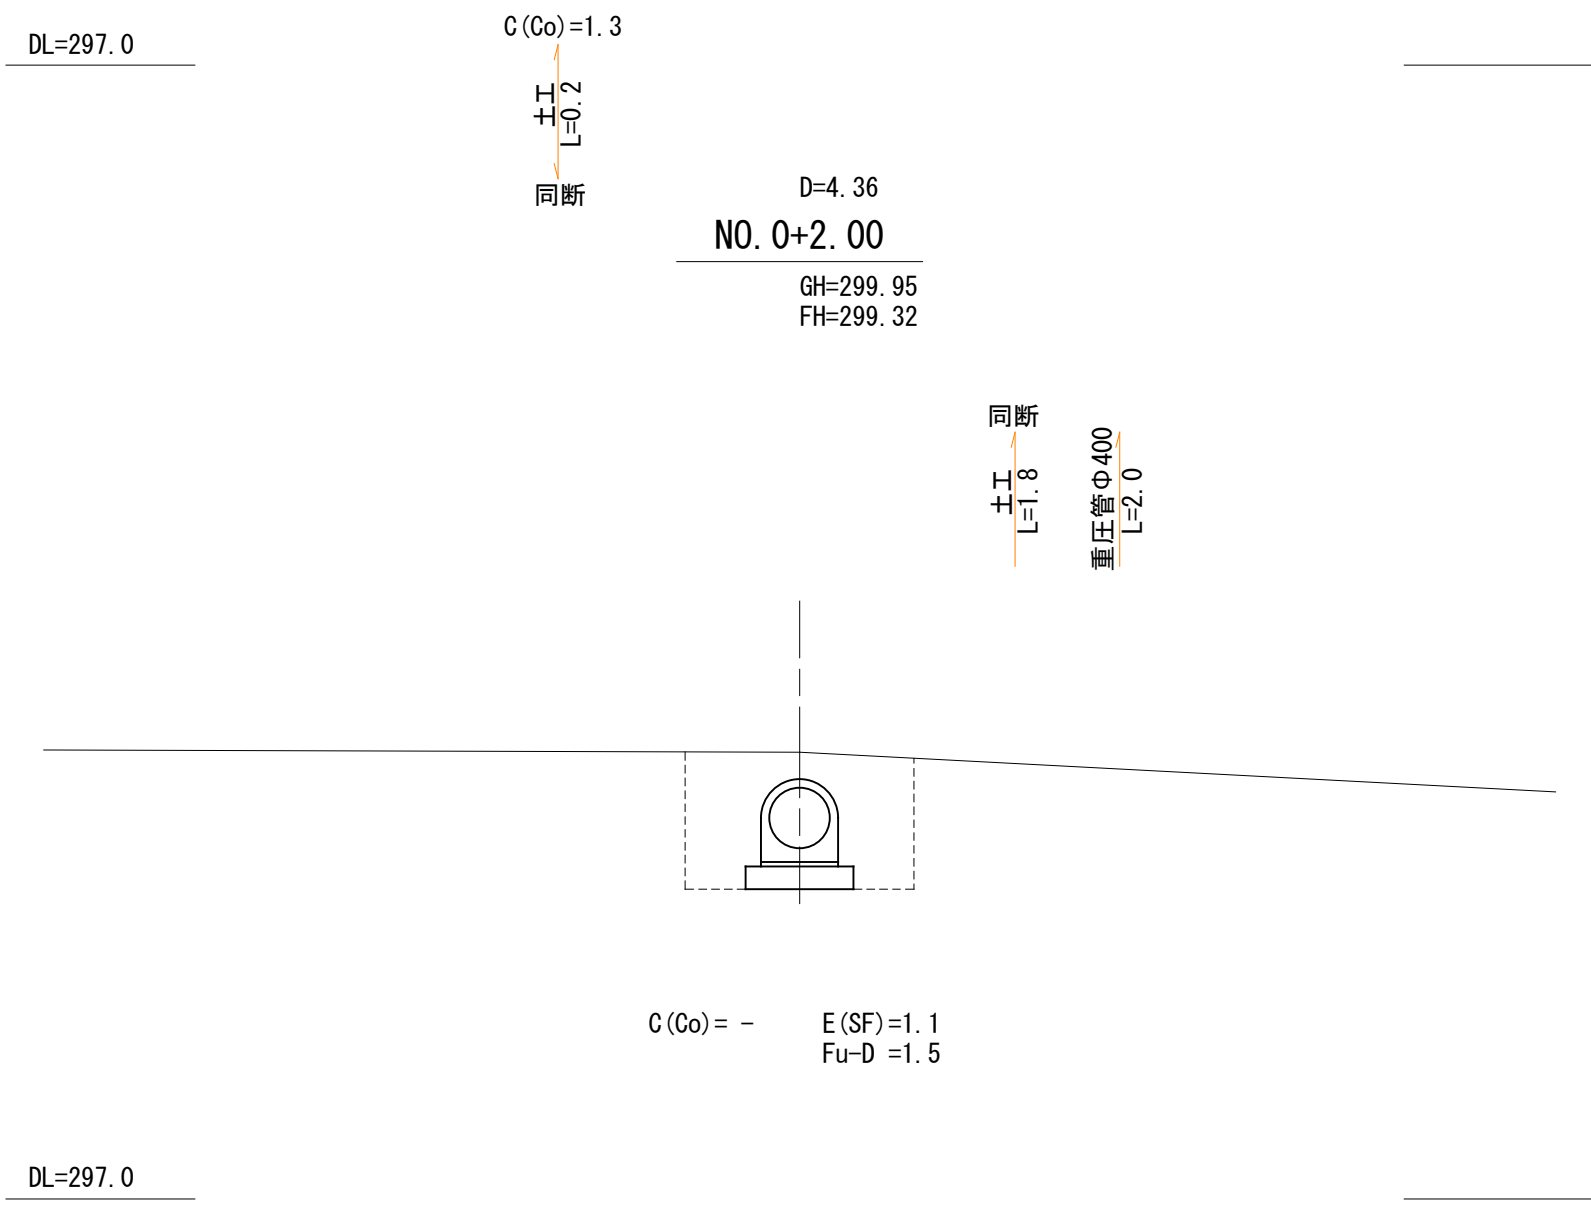 C(Co)=1.3
DL=297.0
土工
L=0.2
同断
D=4.36
NO.0+2.00
GH=299.95
FH=299.32
同断
土工
L=1.8
重圧管Φ400
L=2.0
C(Co)= -
E(SF)=1.1
Fu-D =1.5
DL=297.0